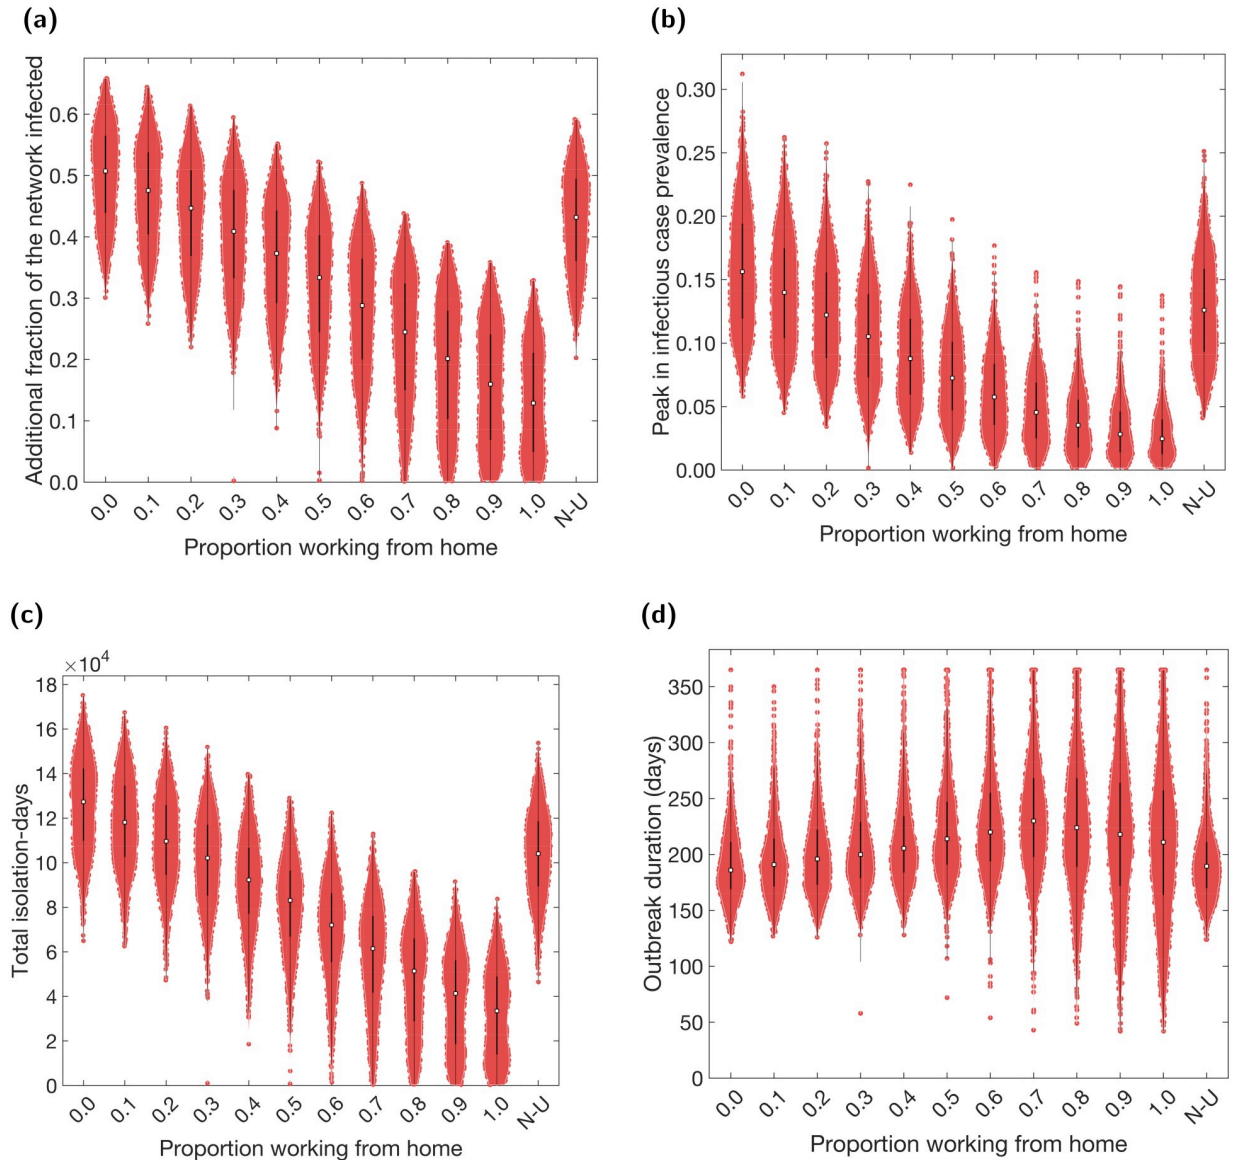 (a)
Additional fraction of the network infected
0.6
0.5
0.4
0.3
0.2
0.1
0.0
0.0 0.1 0.2 0.3 0.4 0.5 0.6 0.7 0.8 0.9 1.0 N-U
Proportion working from home
(b)
Peak in infectious case prevalence
0.30
0.25
0.20
0.15
0.10
0.05
0.00
0.0 0.1 0.2 0.3 0.4 0.5 0.6 0.7 0.8 0.9 1.0 N-U
Proportion working from home
(c)
×10⁴
Total isolation-days
18
16
14
12
10
8
6
4
2
0
0.0 0.1 0.2 0.3 0.4 0.5 0.6 0.7 0.8 0.9 1.0 N-U
Proportion working from home
(d)
Outbreak duration (days)
350
300
250
200
150
100
50
0
0.0 0.1 0.2 0.3 0.4 0.5 0.6 0.7 0.8 0.9 1.0 N-U
Proportion working from home